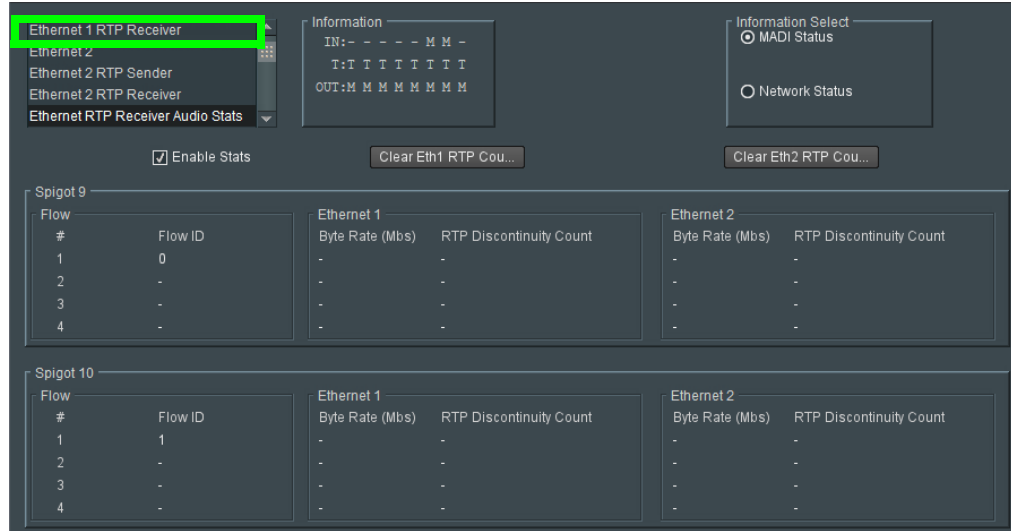 Ethernet 1 RTP Receiver
Ethernet 2
Ethernet 2 RTP Sender
Ethernet 2 RTP Receiver
Ethernet RTP Receiver Audio Stats
Information
IN:- - - - - M M -
T:T T T T T T T T
OUT:M M M M M M M M
Information Select
MADI Status
Network Status
Enable Stats
Clear Eth1 RTP Cou...
Clear Eth2 RTP Cou...
Spigot 9
Flow Ethernet 1 Ethernet 2
# Flow ID Byte Rate (Mbs) RTP Discontinuity Count Byte Rate (Mbs) RTP Discontinuity Count
1 0 - - - -
2 - - - - -
3 - - - - -
4 - - - - -
Spigot 10
Flow Ethernet 1 Ethernet 2
# Flow ID Byte Rate (Mbs) RTP Discontinuity Count Byte Rate (Mbs) RTP Discontinuity Count
1 1 - - - -
2 - - - - -
3 - - - - -
4 - - - - -